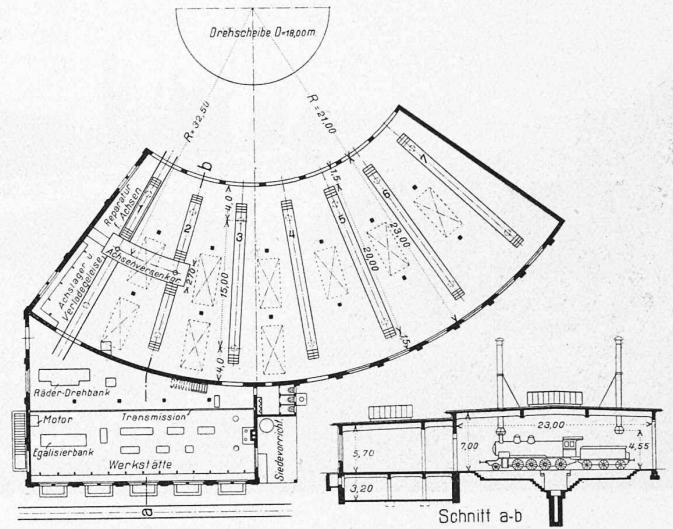 Drehscheibe D=18,00m
R=32,50
R=21,00
b
Reparatur
Achsen
Achslager u.
Verladegeleise
Achsenversenker
2,70
2
3
4
5
6
7
4,0
15,00
4,0
1,5
20,00
1,5
23,00
Räder-Drehbank
Motor
Transmission
Egalisierbank
Werkstätte
Siedevorricht.
a
5,70
3,20
7,00
23,00
4,55
Schnitt a-b